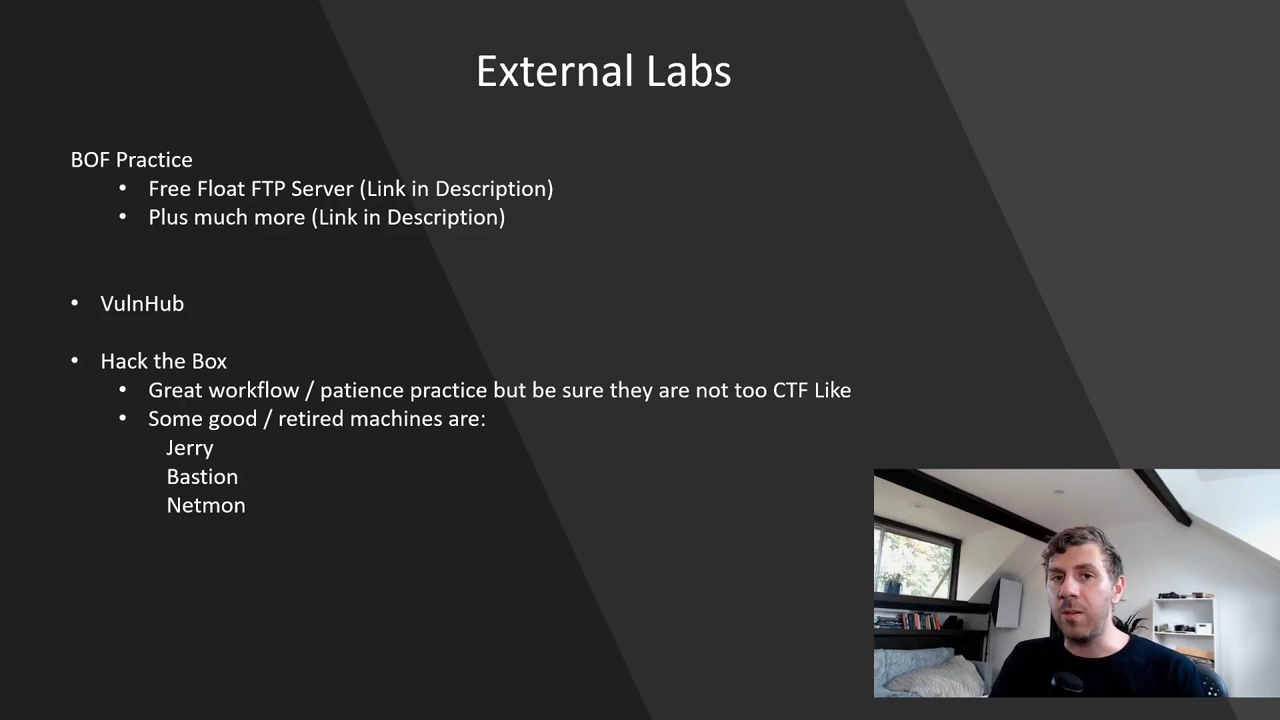 External Labs
BOF Practice
• Free Float FTP Server (Link in Description)
• Plus much more (Link in Description)
• VulnHub
• Hack the Box
• Great workflow / patience practice but be sure they are not too CTF Like
• Some good / retired machines are:
Jerry
Bastion
Netmon